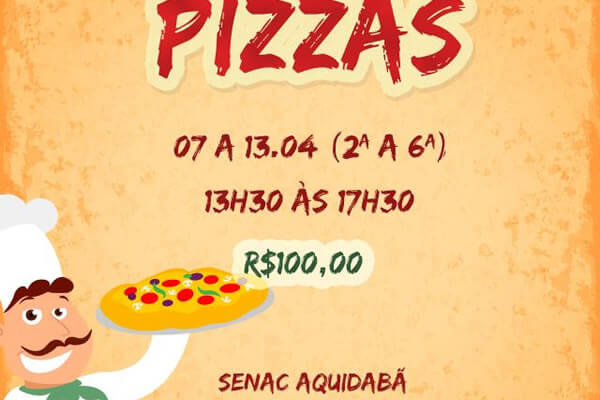 PIZZAS
07 A 13.04 (2ª A 6ª)
13H30 ÀS 17H30
R$100,00
SENAC AQUIDABÃ